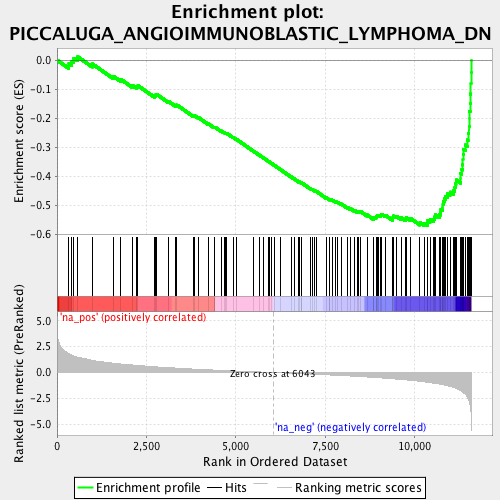 Enrichment plot:
PICCALUGA_ANGIOIMMUNOBLASTIC_LYMPHOMA_DN
Enrichment score (ES)
0.0
-0.1
-0.2
-0.3
-0.4
-0.5
-0.6
Ranked list metric (PreRanked)
5.0
2.5
0.0
-2.5
-5.0
'na_pos' (positively correlated)
Zero cross at 6043
'na_neg' (negatively correlated)
0
2,500
5,000
7,500
10,000
Rank in Ordered Dataset
Enrichment profile
Hits
Ranking metric scores